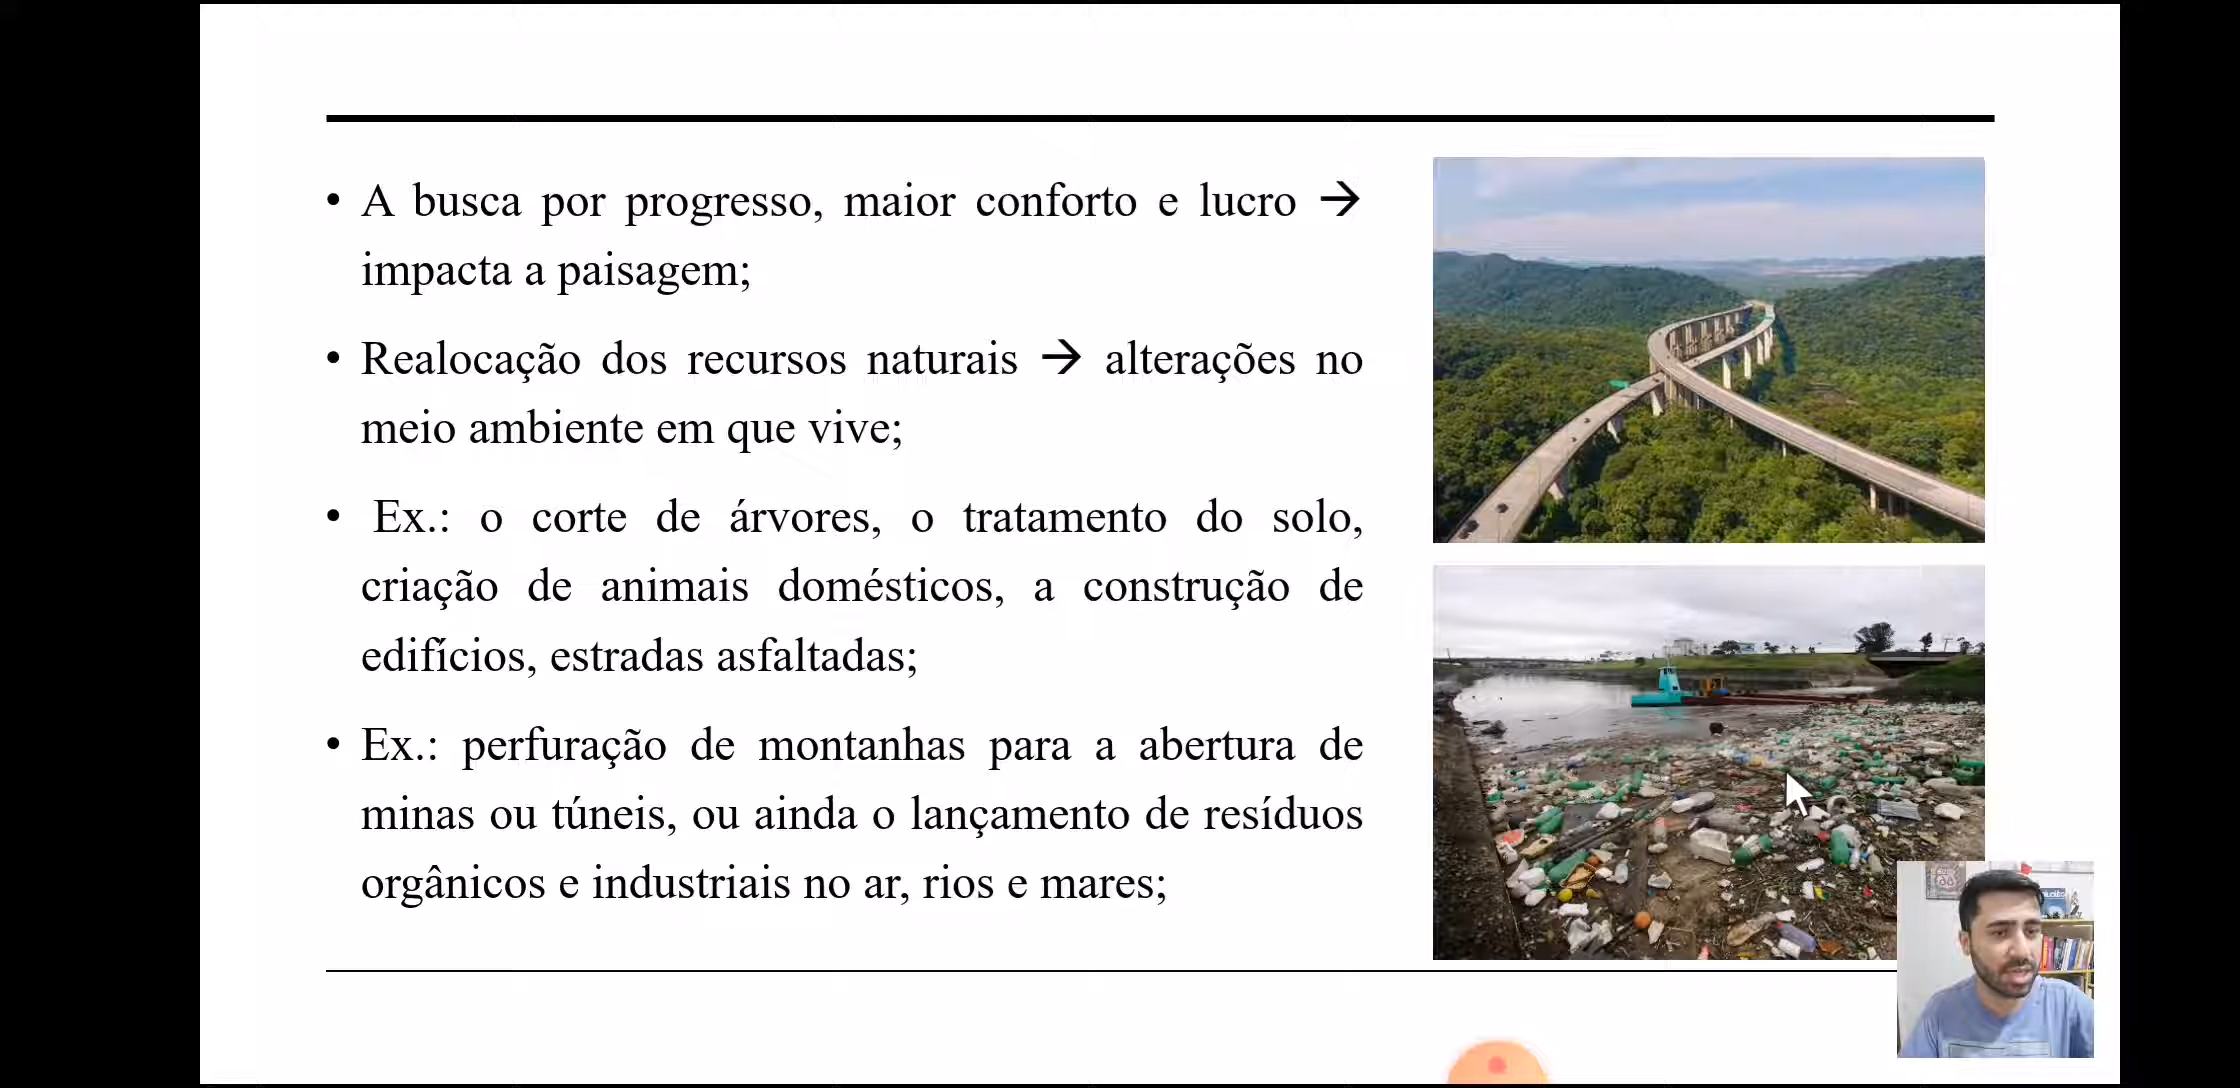 • A busca por progresso, maior conforto e lucro →
impacta a paisagem;
• Realocação dos recursos naturais → alterações no
meio ambiente em que vive;
• Ex.: o corte de árvores, o tratamento do solo,
criação de animais domésticos, a construção de
edifícios, estradas asfaltadas;
• Ex.: perfuração de montanhas para a abertura de
minas ou túneis, ou ainda o lançamento de resíduos
orgânicos e industriais no ar, rios e mares;